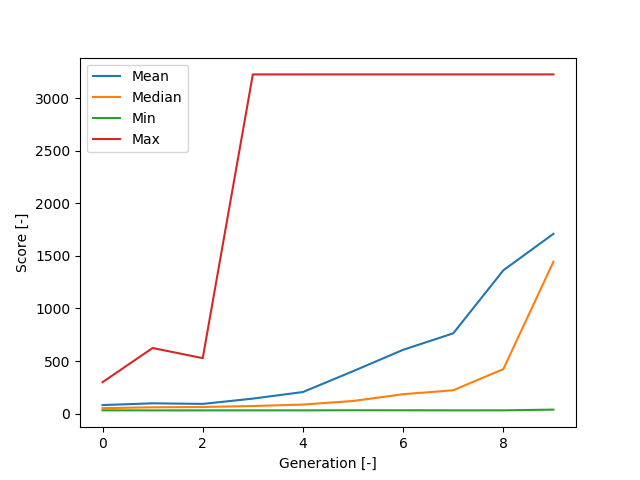 Mean
Median
Min
Max
3000
2500
2000
1500
1000
500
0
Score [-]
0 2 4 6 8
Generation [-]